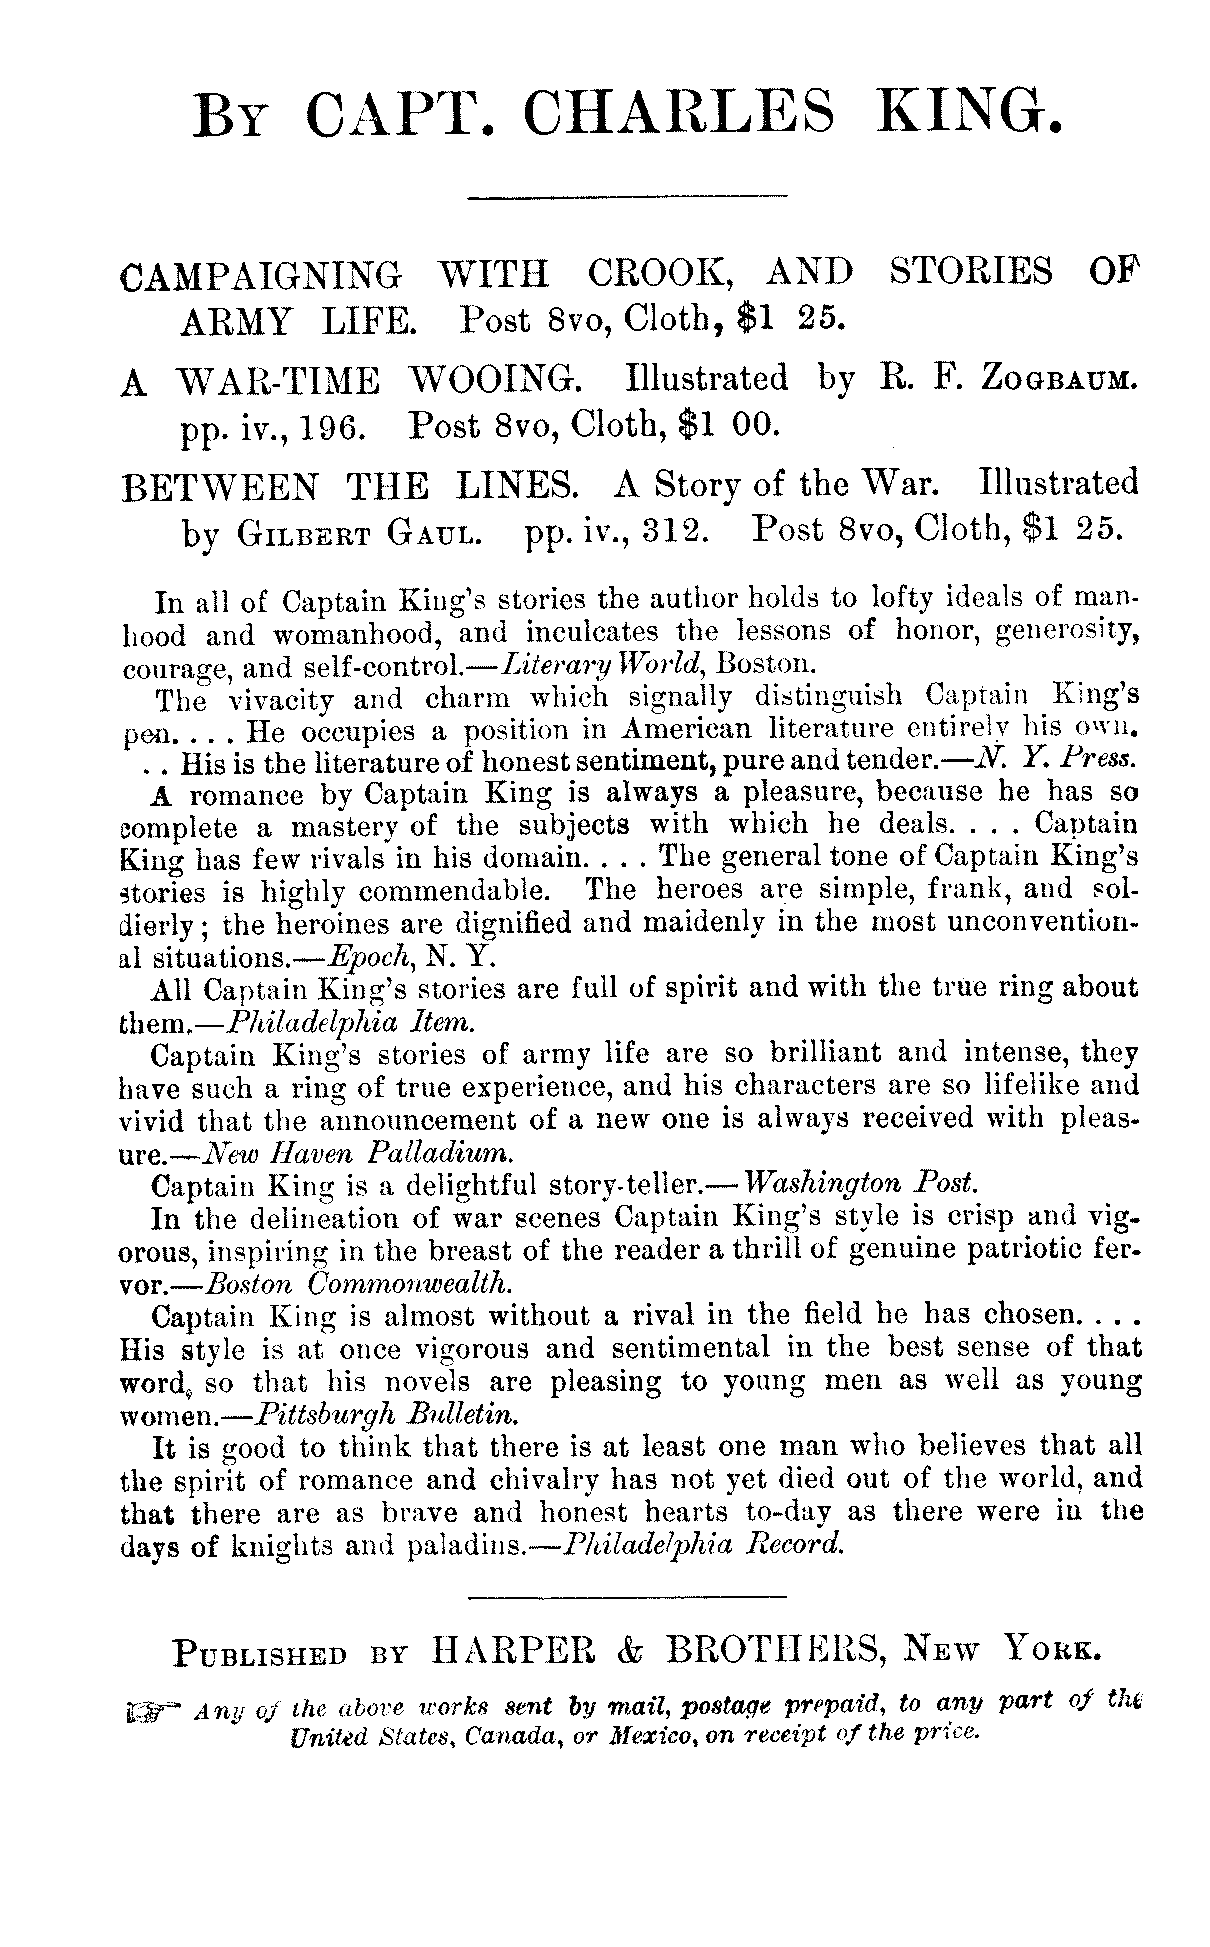 By CAPT. CHARLES KING.
CAMPAIGNING WITH CROOK, AND STORIES OF
ARMY LIFE. Post 8vo, Cloth, $1 25.
A WAR-TIME WOOING. Illustrated by R. F. Zogbaum.
pp. iv., 196. Post 8vo, Cloth, $1 00.
BETWEEN THE LINES. A Story of the War. Illustrated
by Gilbert Gaul. pp. iv., 312. Post 8vo, Cloth, $1 25.
In all of Captain King's stories the author holds to lofty ideals of man-
hood and womanhood, and inculcates the lessons of honor, generosity,
courage, and self-control.—Literary World, Boston.
The vivacity and charm which signally distinguish Captain King's
pen. . . . He occupies a position in American literature entirely his own.
. . His is the literature of honest sentiment, pure and tender.—N. Y. Press.
A romance by Captain King is always a pleasure, because he has so
complete a mastery of the subjects with which he deals. . . . Captain
King has few rivals in his domain. . . . The general tone of Captain King's
stories is highly commendable. The heroes are simple, frank, and sol-
dierly; the heroines are dignified and maidenly in the most unconvention-
al situations.—Epoch, N. Y.
All Captain King's stories are full of spirit and with the true ring about
them.—Philadelphia Item.
Captain King's stories of army life are so brilliant and intense, they
have such a ring of true experience, and his characters are so lifelike and
vivid that the announcement of a new one is always received with pleas-
ure.—New Haven Palladium.
Captain King is a delightful story-teller.—Washington Post.
In the delineation of war scenes Captain King's style is crisp and vig-
orous, inspiring in the breast of the reader a thrill of genuine patriotic fer-
vor.—Boston Commonwealth.
Captain King is almost without a rival in the field he has chosen. . . .
His style is at once vigorous and sentimental in the best sense of that
word, so that his novels are pleasing to young men as well as young
women.—Pittsburgh Bulletin.
It is good to think that there is at least one man who believes that all
the spirit of romance and chivalry has not yet died out of the world, and
that there are as brave and honest hearts to-day as there were in the
days of knights and paladins.—Philadelphia Record.
Published by HARPER & BROTHERS, New York.
☞ Any of the above works sent by mail, postage prepaid, to any part of the
United States, Canada, or Mexico, on receipt of the price.